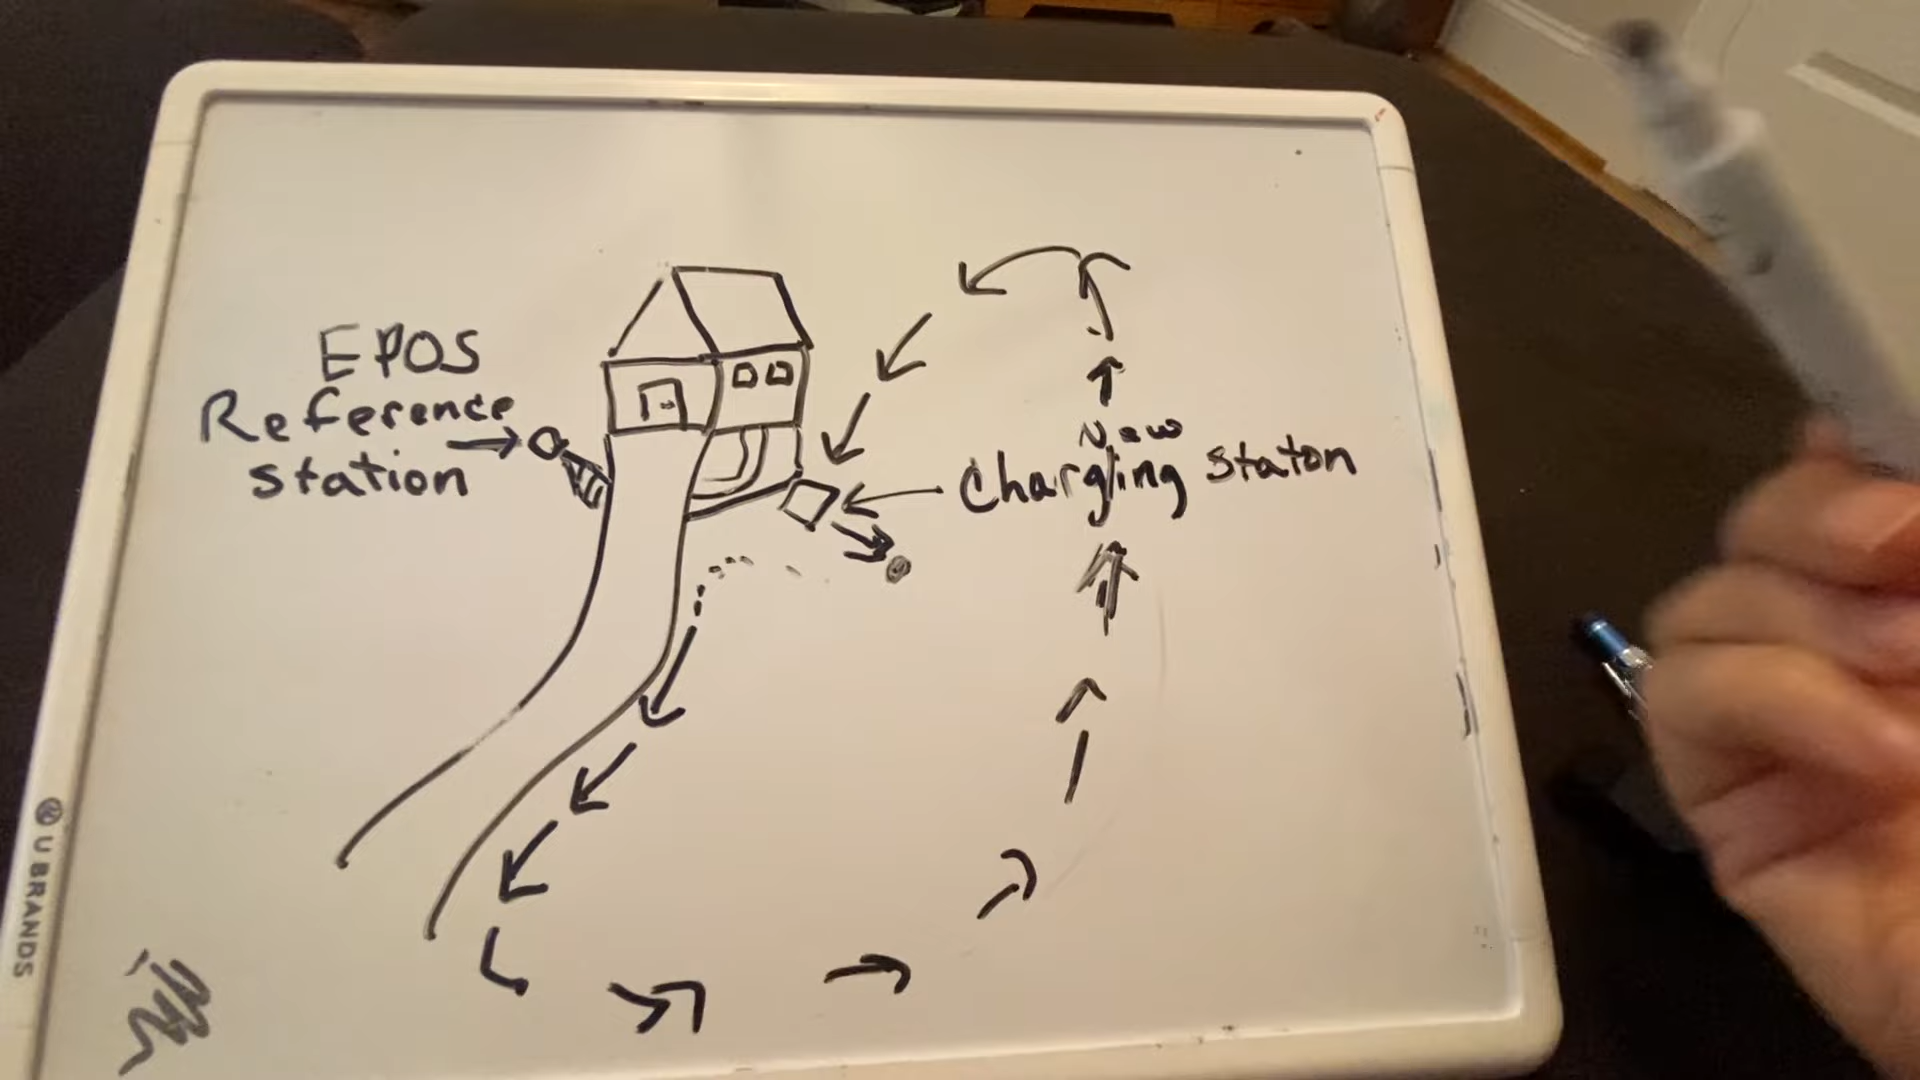 EPOS
Reference
station
New
Charging staton
U BRANDS